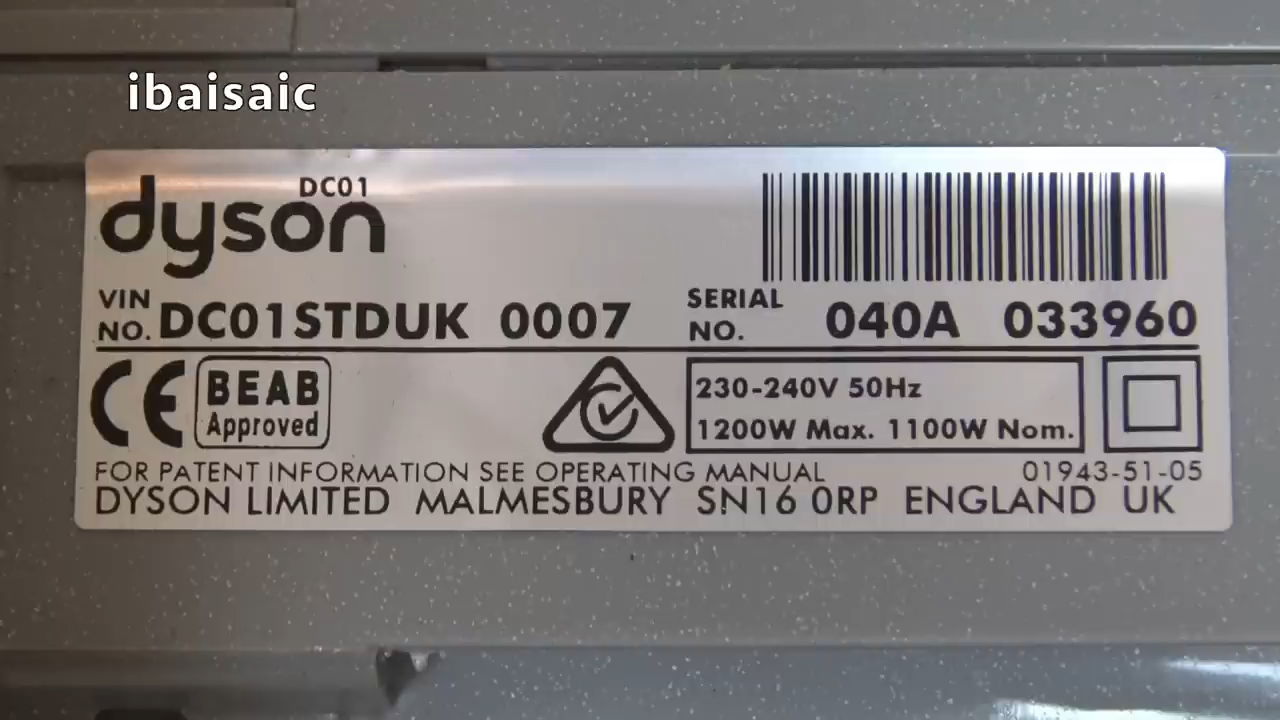 ibaisaic
DC01
dyson
VIN NO. DC01STDUK 0007
SERIAL NO. 040A 033960
CE
BEAB
Approved
230-240V 50Hz
1200W Max. 1100W Nom.
FOR PATENT INFORMATION SEE OPERATING MANUAL 01943-51-05
DYSON LIMITED MALMESBURY SN16 0RP ENGLAND UK